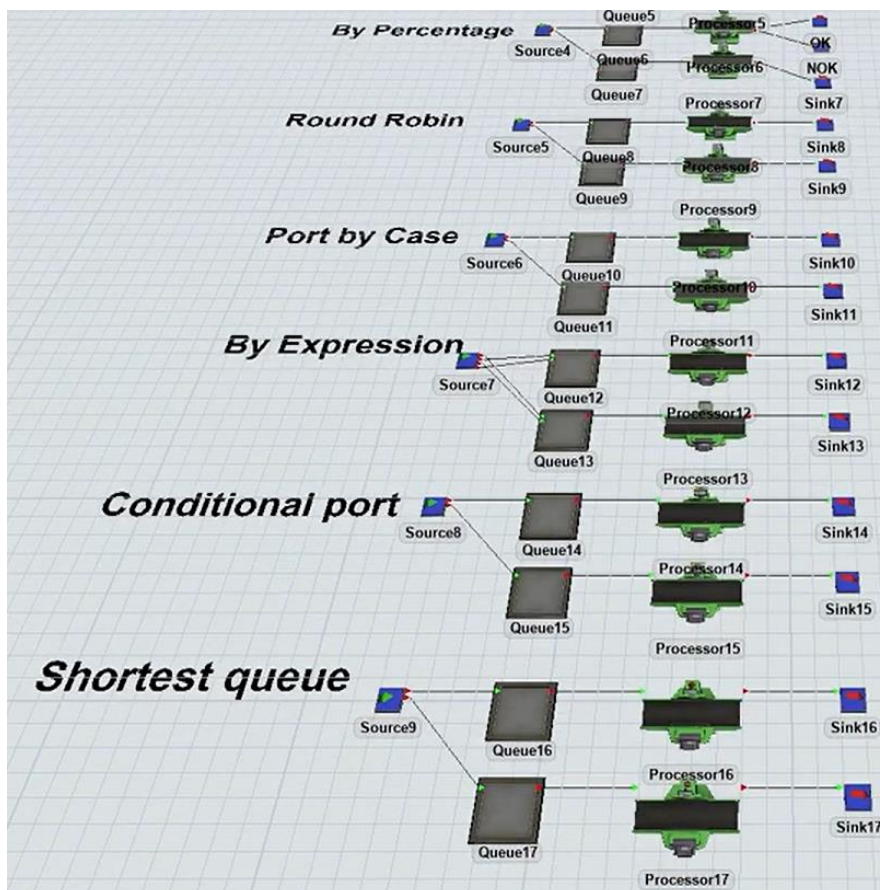 Queue5
By Percentage
Processor5
Source4
OK
Queue6
Processor6
NOK
Queue7
Processor7
Sink7
Round Robin
Source5
Queue8
Processor8
Sink8
Queue9
Sink9
Processor9
Port by Case
Source6
Sink10
Queue10
Processor10
Queue11
Sink11
Processor11
By Expression
Source7
Sink12
Queue12
Processor12
Queue13
Sink13
Processor13
Conditional port
Source8
Sink14
Queue14
Processor14
Queue15
Sink15
Processor15
Shortest queue
Source9
Sink16
Queue16
Processor16
Queue17
Sink17
Processor17